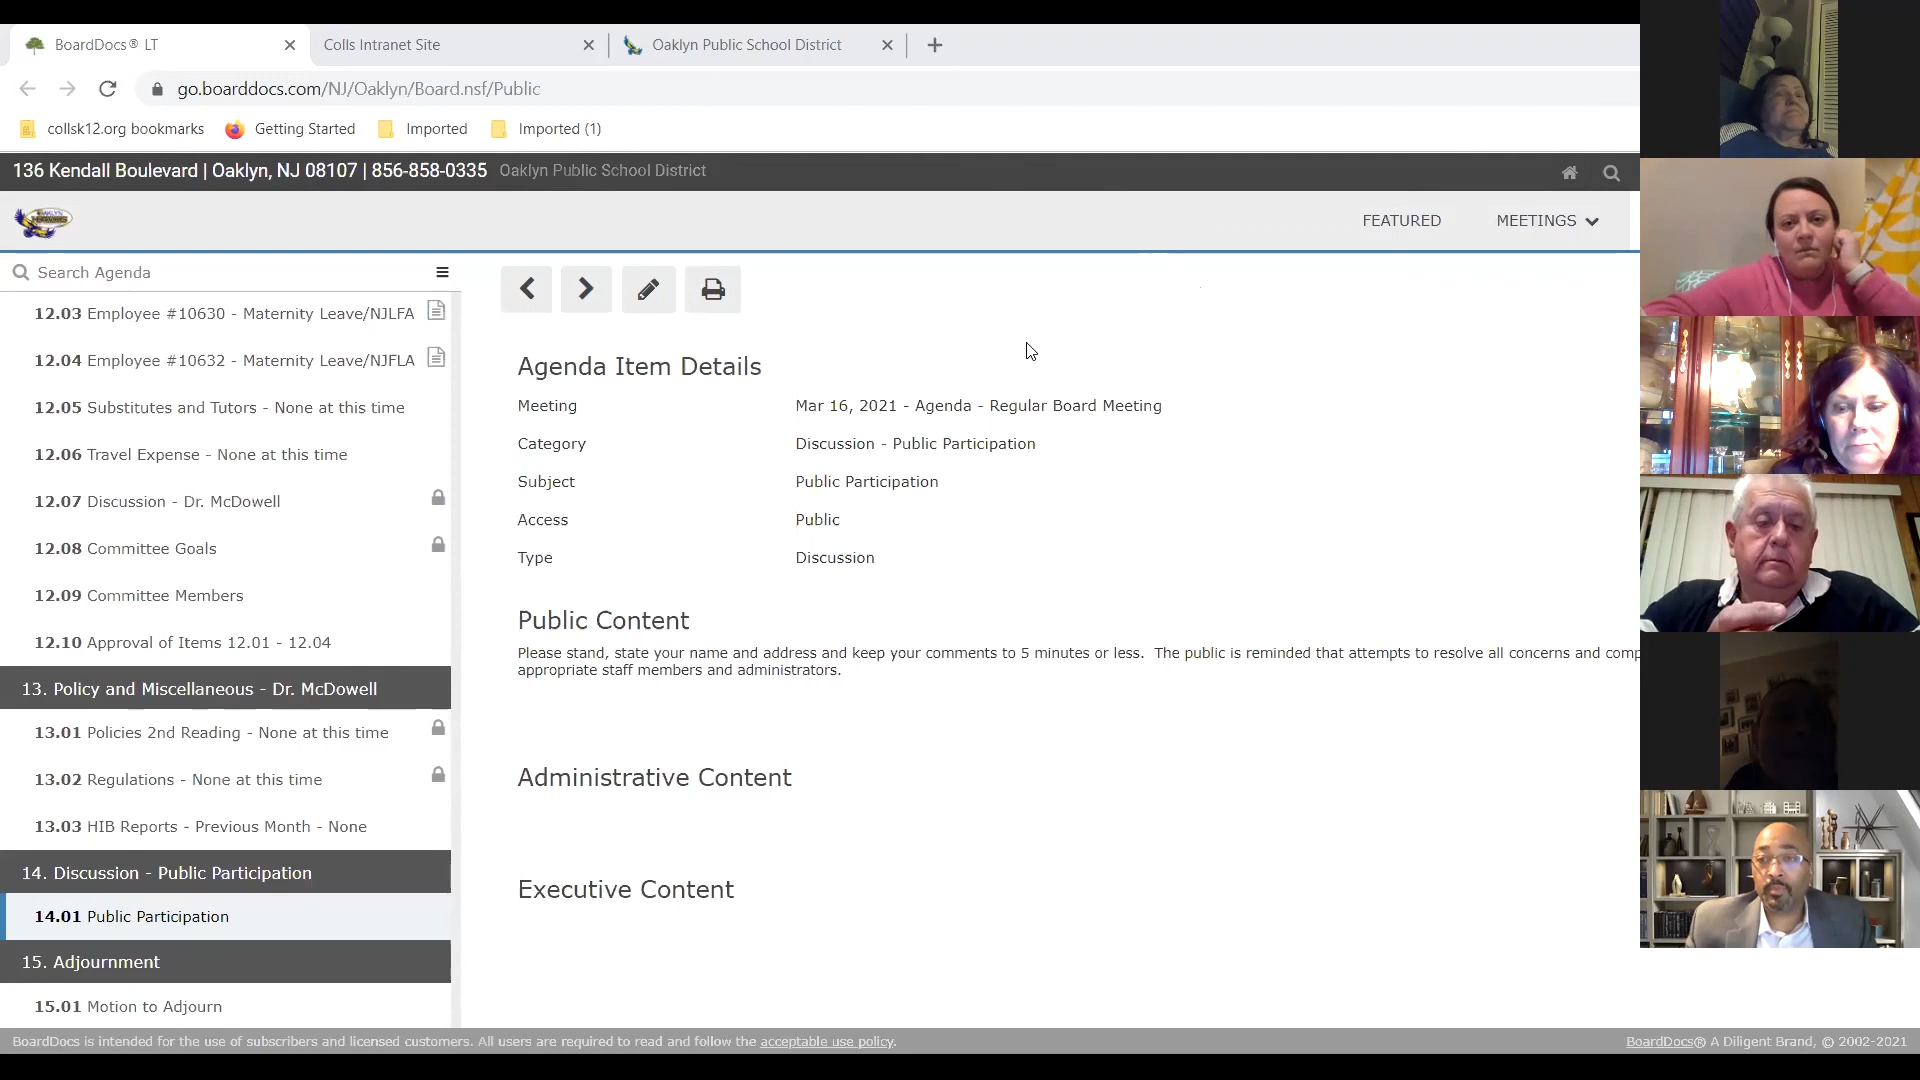 BoardDocs® LT
Colls Intranet Site
Oaklyn Public School District
go.boarddocs.com/NJ/Oaklyn/Board.nsf/Public
collsk12.org bookmarks
Getting Started
Imported
Imported (1)
136 Kendall Boulevard | Oaklyn, NJ 08107 | 856-858-0335 Oaklyn Public School District
FEATURED
MEETINGS
Search Agenda
12.03 Employee #10630 - Maternity Leave/NJLFA
12.04 Employee #10632 - Maternity Leave/NJFLA
12.05 Substitutes and Tutors - None at this time
12.06 Travel Expense - None at this time
12.07 Discussion - Dr. McDowell
12.08 Committee Goals
12.09 Committee Members
12.10 Approval of Items 12.01 - 12.04
13. Policy and Miscellaneous - Dr. McDowell
13.01 Policies 2nd Reading - None at this time
13.02 Regulations - None at this time
13.03 HIB Reports - Previous Month - None
14. Discussion - Public Participation
14.01 Public Participation
15. Adjournment
15.01 Motion to Adjourn
Agenda Item Details
Meeting Mar 16, 2021 - Agenda - Regular Board Meeting
Category Discussion - Public Participation
Subject Public Participation
Access Public
Type Discussion
Public Content
Please stand, state your name and address and keep your comments to 5 minutes or less. The public is reminded that attempts to resolve all concerns and comp
appropriate staff members and administrators.
Administrative Content
Executive Content
BoardDocs is intended for the use of subscribers and licensed customers. All users are required to read and follow the acceptable use policy.
BoardDocs® A Diligent Brand, © 2002-2021